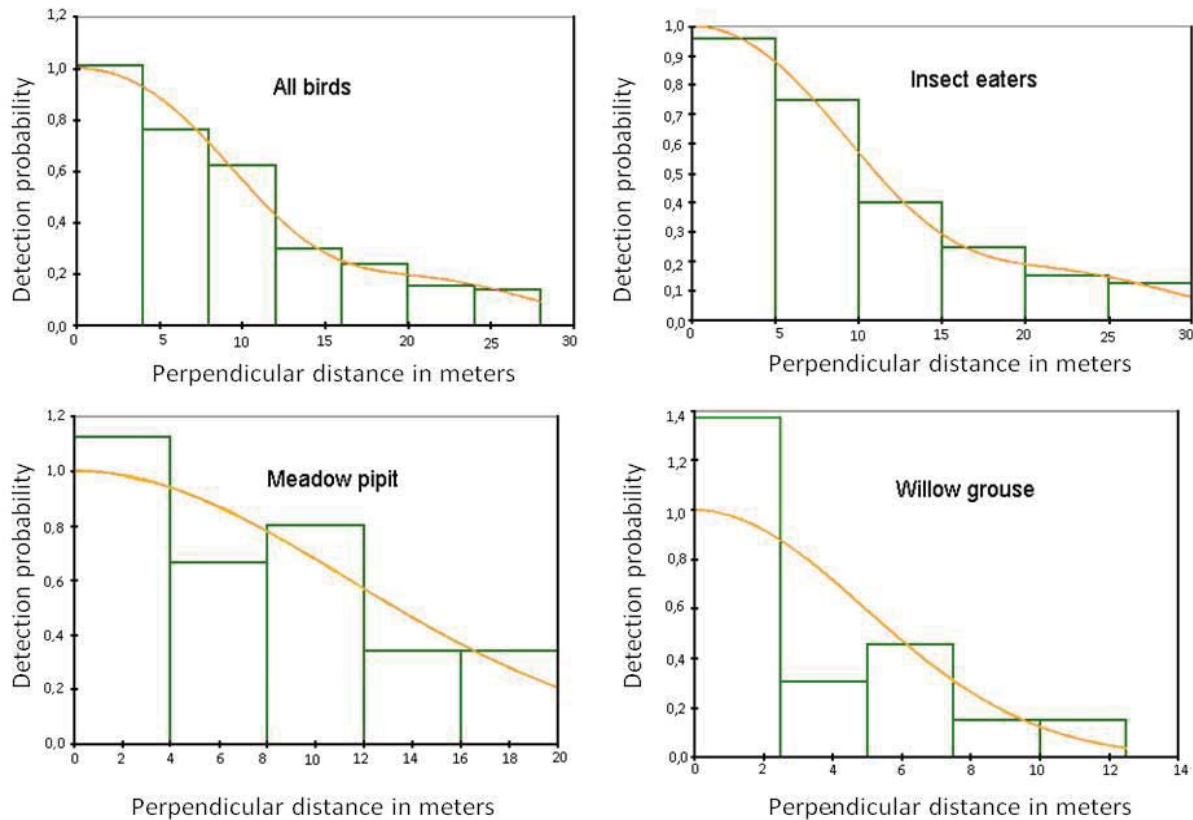 1,2
1,0
0,8
0,6
0,4
0,2
0,0
Detection probability
All birds
0 5 10 15 20 25 30
Perpendicular distance in meters
1,0
0,9
0,8
0,7
0,6
0,5
0,4
0,3
0,2
0,1
0,0
Detection probability
Insect eaters
0 5 10 15 20 25 30
Perpendicular distance in meters
1,2
1,0
0,8
0,6
0,4
0,2
0,0
Detection probability
Meadow pipit
0 2 4 6 8 10 12 14 16 18 20
Perpendicular distance in meters
1,4
1,2
1,0
0,8
0,6
0,4
0,2
0,0
Detection probability
Willow grouse
0 2 4 6 8 10 12 14
Perpendicular distance in meters